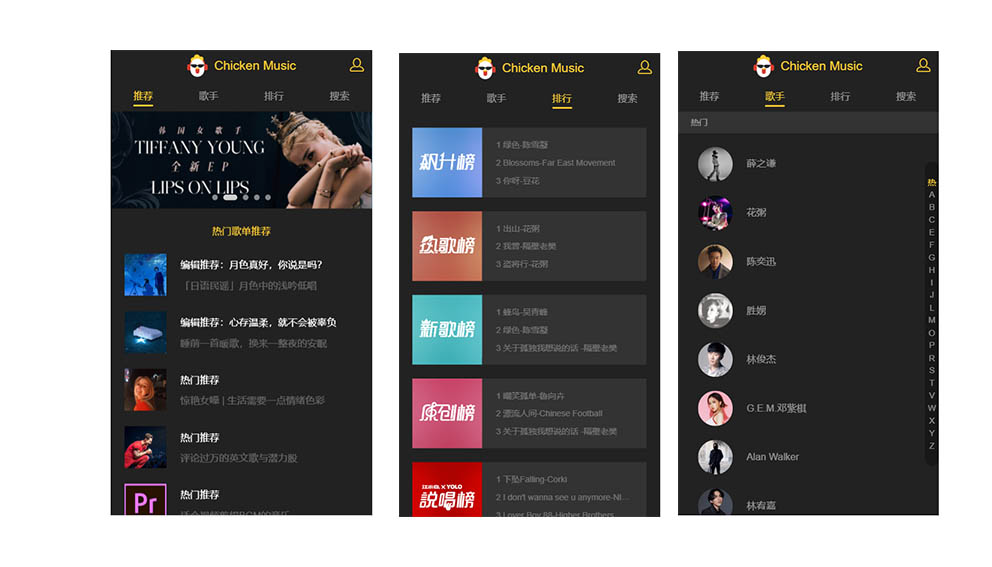 Chicken Music
推荐
歌手
排行
搜索
韩国女歌手
TIFFANY YOUNG
全新EP
LIPS ON LIPS
热门歌单推荐
编辑推荐：月色真好，你说是吗？
「日语民谣」月色中的浅吟低唱
编辑推荐：心存温柔，就不会被辜负
睡前一首暖歌，换来一整夜的安眠
热门推荐
惊艳女嗓 | 生活需要一点情绪色彩
热门推荐
评论过万的英文歌与潜力股
Pr
热门推荐
Chicken Music
推荐
歌手
排行
搜索
飙升榜
1 绿色-陈雪凝
2 Blossoms-Far East Movement
3 你呀-豆花
热歌榜
1 出山-花粥
2 我曾-隔壁老樊
3 盗将行-花粥
新歌榜
1 蜂鸟-吴青峰
2 绿色-陈雪凝
3 关于孤独我想说的话 -隔壁老樊
原创榜
1 嘲笑孤单-鱼向卉
2 漂流人间-Chinese Football
3 关于孤独我想说的话 -隔壁老樊
X YOLO
說唱榜
1 下坠Falling-Corki
2 I don't wanna see u anymore-NI...
3 Lover Boy 88-Higher Brothers
Chicken Music
推荐
歌手
排行
搜索
热门
薛之谦
花粥
陈奕迅
胜娚
林俊杰
G.E.M.邓紫棋
Alan Walker
林宥嘉
热
A
B
C
E
F
G
H
I
J
L
M
O
P
R
S
T
V
W
X
Y
Z